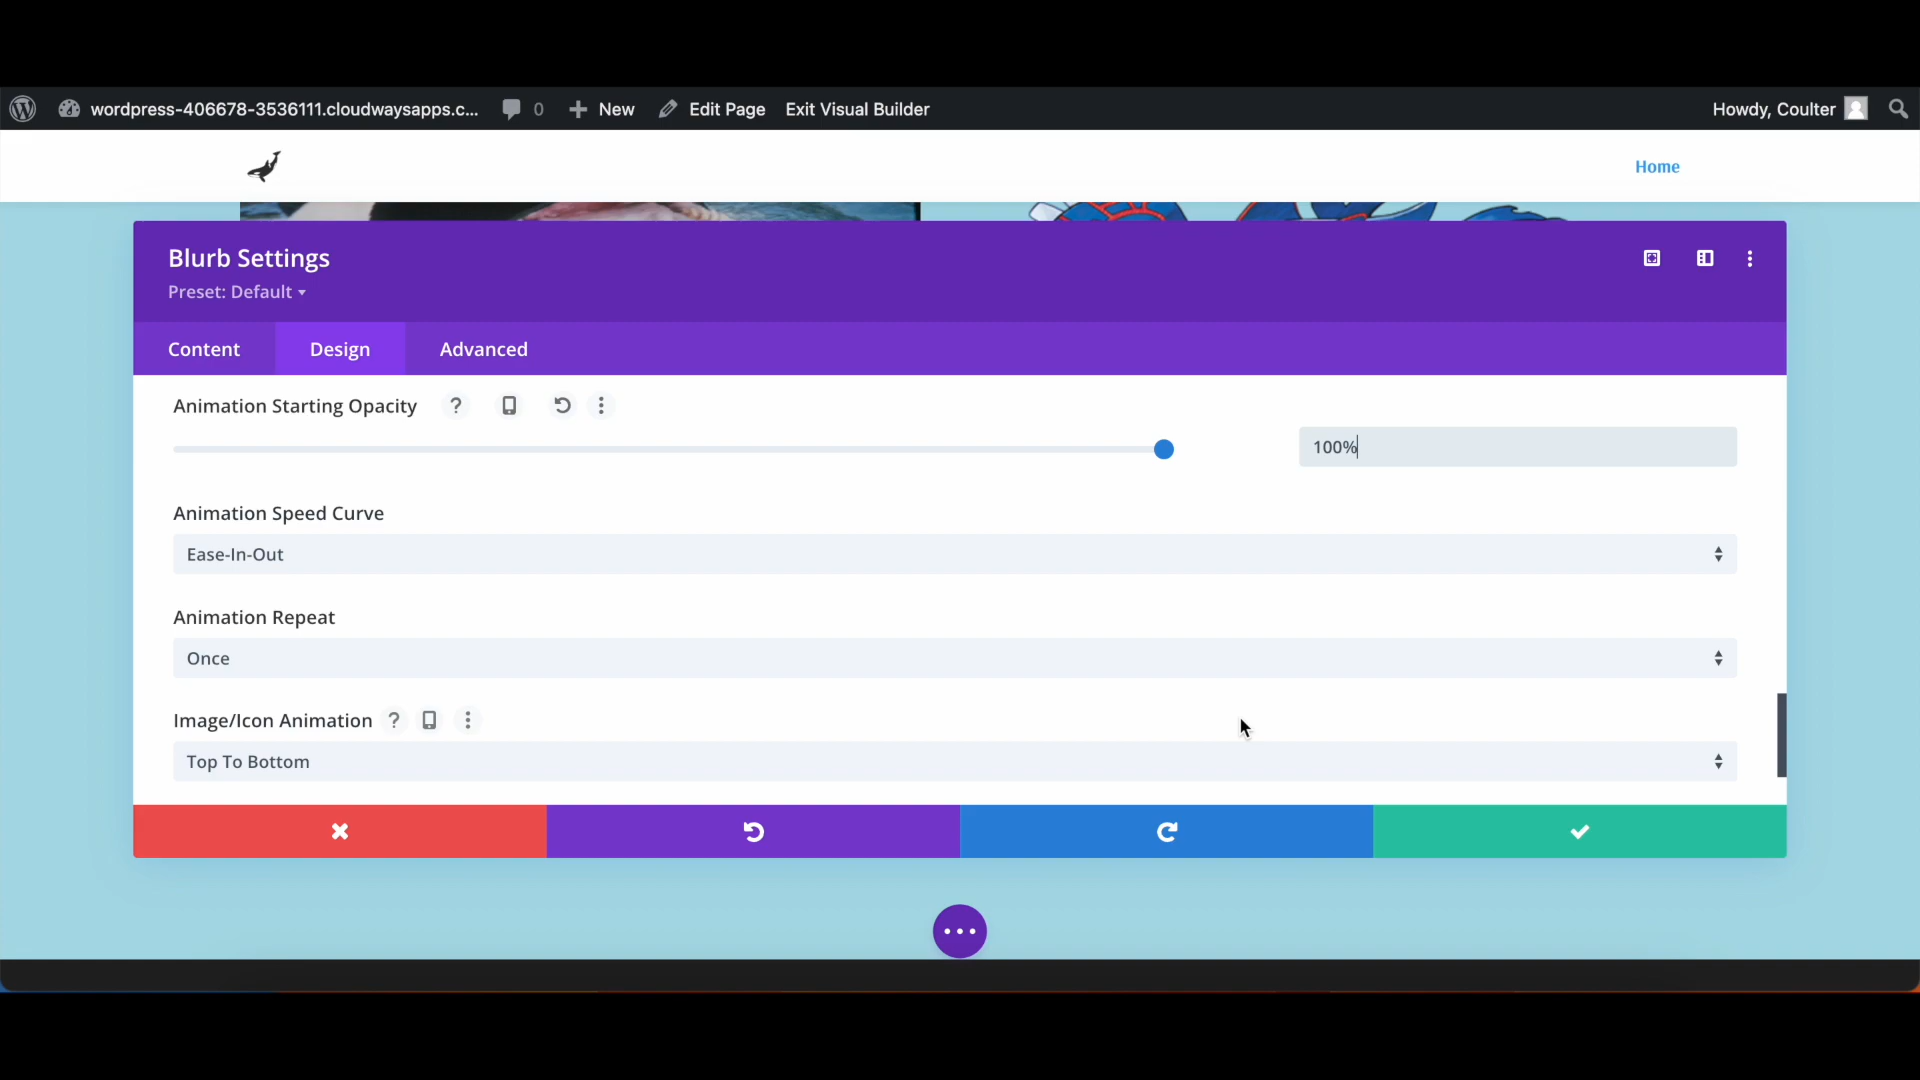 wordpress-406678-3536111.cloudwaysapps.c... 0 New Edit Page Exit Visual Builder Howdy, Coulter
Home
Blurb Settings
Preset: Default
Content Design Advanced
Animation Starting Opacity ?
100%
Animation Speed Curve
Ease-In-Out
Animation Repeat
Once
Image/Icon Animation ?
Top To Bottom